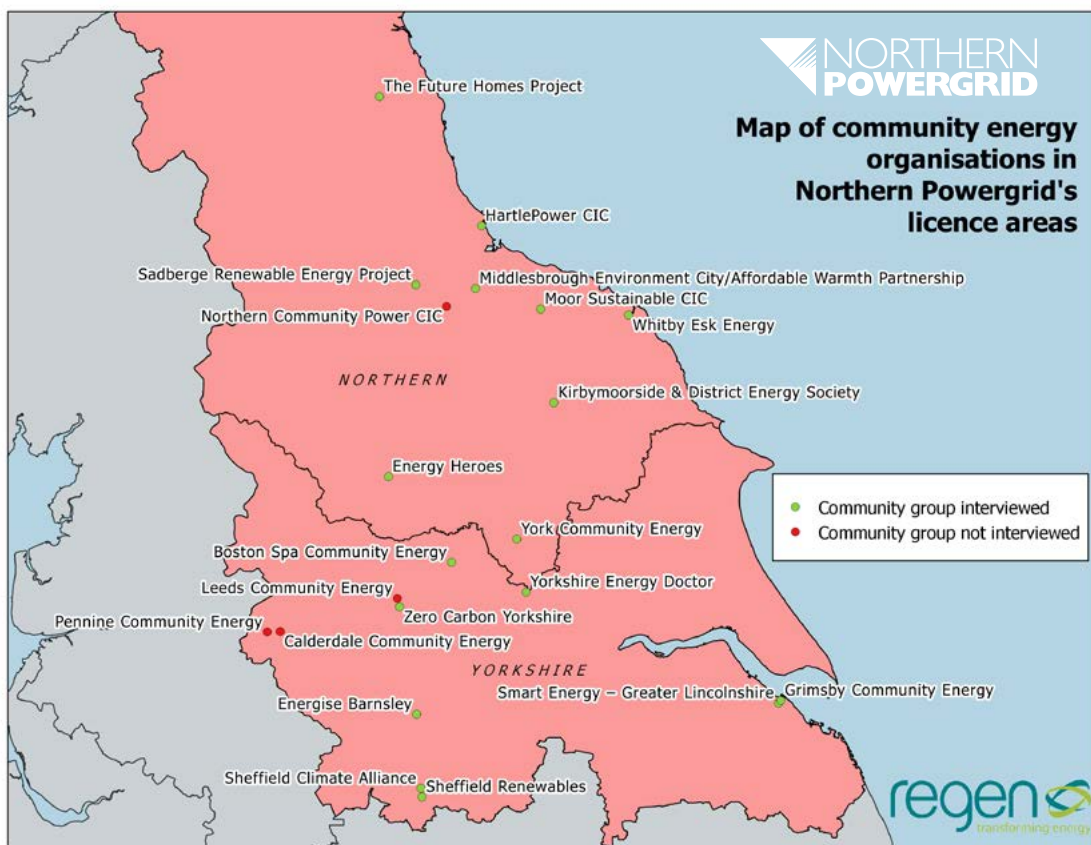 NORTHERN
POWERGRID
Map of community energy
organisations in
Northern Powergrid's
licence areas
The Future Homes Project
HartlePower CIC
Sadberge Renewable Energy Project
Middlesbrough Environment City/Affordable Warmth Partnership
Moor Sustainable CIC
Northern Community Power CIC
Whitby Esk Energy
NORTHERN
Kirbymoorside & District Energy Society
Energy Heroes
Community group interviewed
Community group not interviewed
York Community Energy
Boston Spa Community Energy
Yorkshire Energy Doctor
Leeds Community Energy
Zero Carbon Yorkshire
Pennine Community Energy
Calderdale Community Energy
YORKSHIRE
Smart Energy – Greater Lincolnshire
Grimsby Community Energy
Energise Barnsley
Sheffield Climate Alliance
Sheffield Renewables
regen
transforming energy